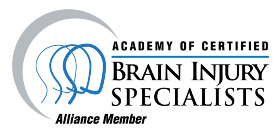 ACADEMY OF CERTIFIED
BRAIN INJURY
SPECIALISTS
Alliance Member